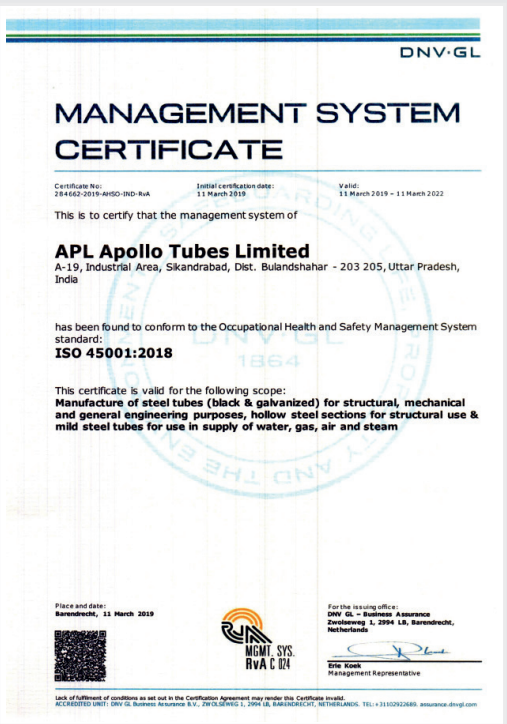 DNV·GL
MANAGEMENT SYSTEM
CERTIFICATE
Certificate No:
284662-2019-AHSO-IND-RvA
Initial certification date:
11 March 2019
Valid:
11 March 2019 – 11 March 2022
This is to certify that the management system of
APL Apollo Tubes Limited
A-19, Industrial Area, Sikandrabad, Dist. Bulandshahar - 203 205, Uttar Pradesh,
India
has been found to conform to the Occupational Health and Safety Management System
standard:
ISO 45001:2018
This certificate is valid for the following scope:
Manufacture of steel tubes (black & galvanized) for structural, mechanical
and general engineering purposes, hollow steel sections for structural use &
mild steel tubes for use in supply of water, gas, air and steam
DNV·GL
1864
Place and date:
Barendrecht, 11 March 2019
RvA
MGMT. SYS.
RvA C 024
For the issuing office:
DNV GL – Business Assurance
Zwolseweg 1, 2994 LB, Barendrecht,
Netherlands
Erie Koek
Management Representative
Lack of fulfilment of conditions as set out in the Certification Agreement may render this Certificate invalid.
ACCREDITED UNIT: DNV GL Business Assurance B.V., ZWOLSEWEG 1, 2994 LB, BARENDRECHT, NETHERLANDS. TEL:+31102922689. assurance.dnvgl.com